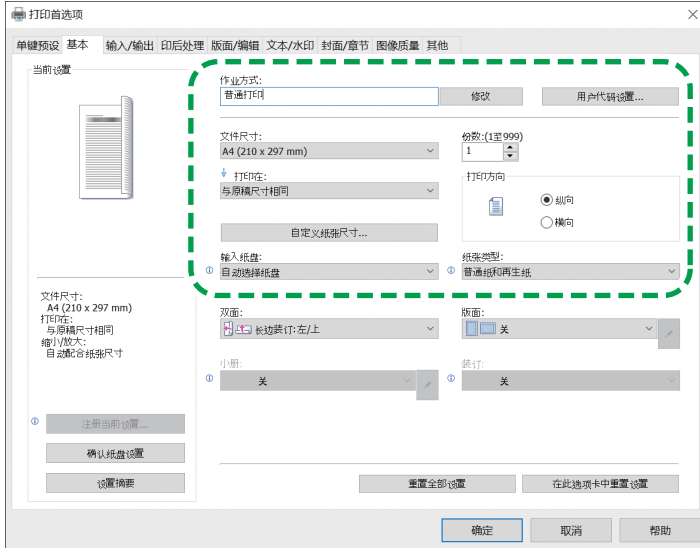 打印首选项
单键预设 基本 输入/输出 印后处理 版面/编辑 文本/水印 封面/章节 图像质量 其他
当前设置
作业方式:
普通打印 修改 用户代码设置...
文件尺寸: 份数:(1至999)
A4 (210 x 297 mm) 1
打印在: 打印方向
与原稿尺寸相同 纵向
横向
自定义纸张尺寸...
输入纸盘: 纸张类型:
自动选择纸盘 普通纸和再生纸
文件尺寸:
A4 (210 x 297 mm)
打印在:
与原稿尺寸相同
缩小/放大:
自动配合纸张尺寸
双面: 版面:
长边装订:左/上 关
小册: 装订:
关 关
注册当前设置...
确认纸盘设置
设置摘要 重置全部设置 在此选项卡中重置设置
确定 取消 帮助